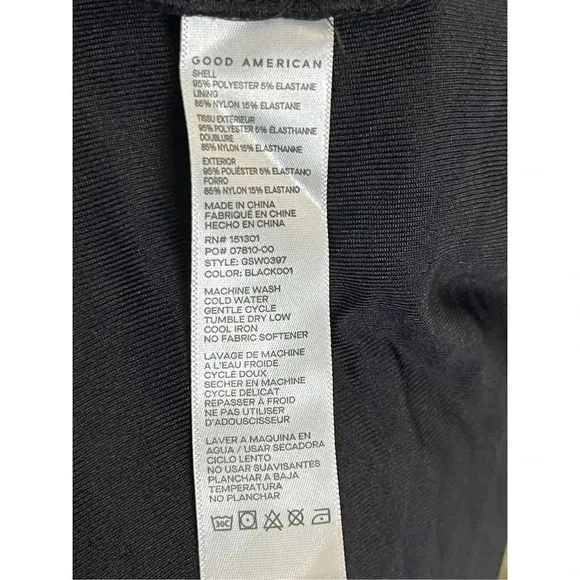 GOOD AMERICAN
SHELL
95% POLYESTER 5% ELASTANE
LINING
85% NYLON 15% ELASTANE
TISSU EXTÉRIEUR
95% POLYESTER 5% ÉLASTHANNE
DOUBLURE
85% NYLON 15% ÉLASTHANNE
EXTERIOR
95% POLIÉSTER 5% ELASTANO
FORRO
85% NYLON 15% ELASTANO
MADE IN CHINA
FABRIQUÉ EN CHINE
HECHO EN CHINA
RN# 151301
PO# 07810-00
STYLE: GSW0397
COLOR: BLACK001
MACHINE WASH
COLD WATER
GENTLE CYCLE
TUMBLE DRY LOW
COOL IRON
NO FABRIC SOFTENER
LAVAGE DE MACHINE
A L'EAU FROIDE
CYCLE DOUX
SECHER EN MACHINE
CYCLE DELICAT
REPASSER À FROID
NE PAS UTILISER
D'ADOUSCISSEUR
LAVER A MAQUINA EN
AGUA / USAR SECADORA
CICLO LENTO
NO USAR SUAVISANTES
PLANCHAR A BAJA
TEMPERATURA
NO PLANCHAR
30C